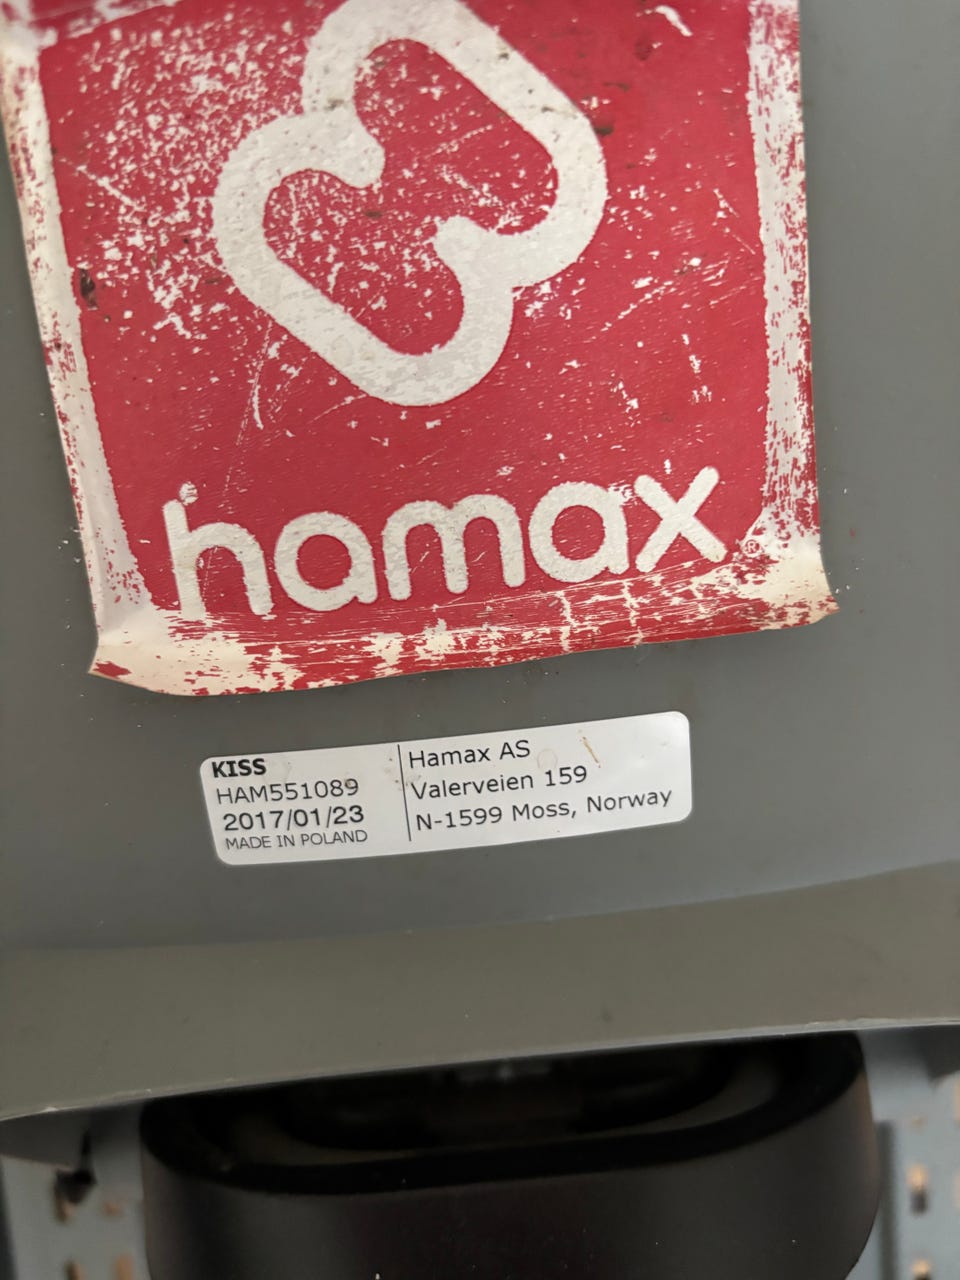 hamax®
KISS
HAM551089
2017/01/23
MADE IN POLAND
Hamax AS
Valerveien 159
N-1599 Moss, Norway